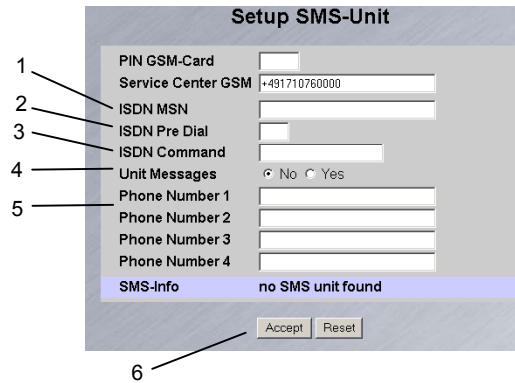 Setup SMS-Unit
PIN GSM-Card
Service Center GSM +491710760000
1 ISDN MSN
2 ISDN Pre Dial
3 ISDN Command
4 Unit Messages No Yes
5 Phone Number 1
Phone Number 2
Phone Number 3
Phone Number 4
SMS-Info no SMS unit found
Accept Reset
6